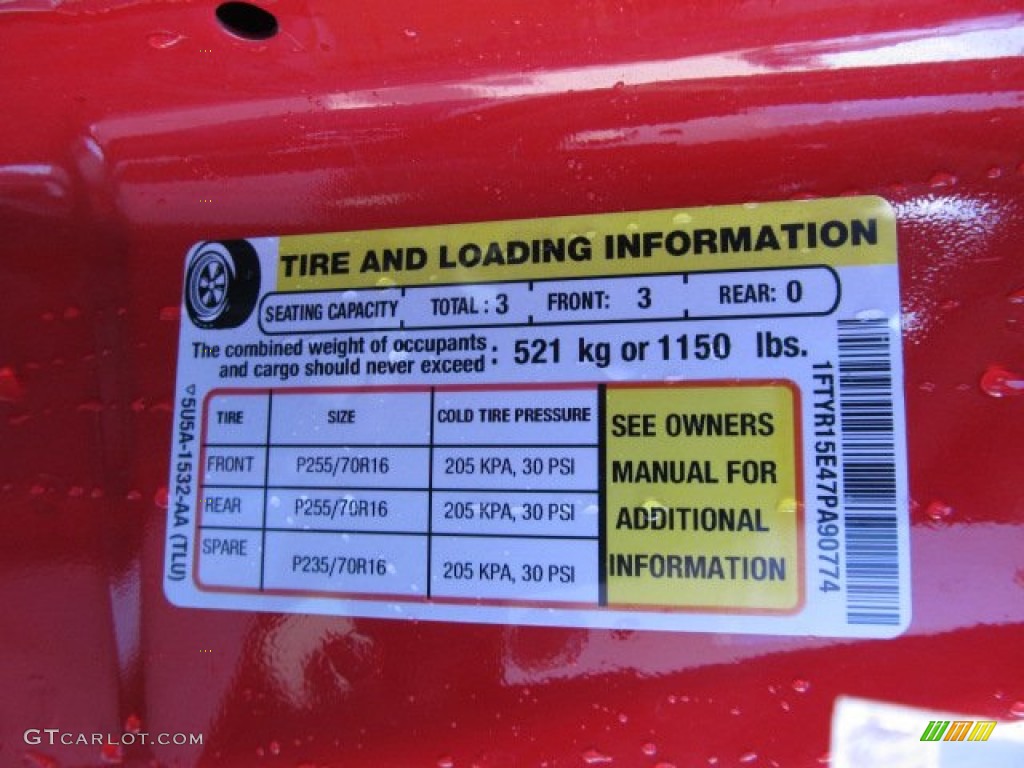 TIRE AND LOADING INFORMATION
SEATING CAPACITY TOTAL : 3 FRONT: 3 REAR: 0
The combined weight of occupants
and cargo should never exceed : 521 kg or 1150 lbs.
TIRE SIZE COLD TIRE PRESSURE
FRONT P255/70R16 205 KPA, 30 PSI
REAR P255/70R16 205 KPA, 30 PSI
SPARE P235/70R16 205 KPA, 30 PSI
SEE OWNERS
MANUAL FOR
ADDITIONAL
INFORMATION
5U5A-1532-AA (TLU)
1FTYR15E47PA90774
GTCARLOT.COM